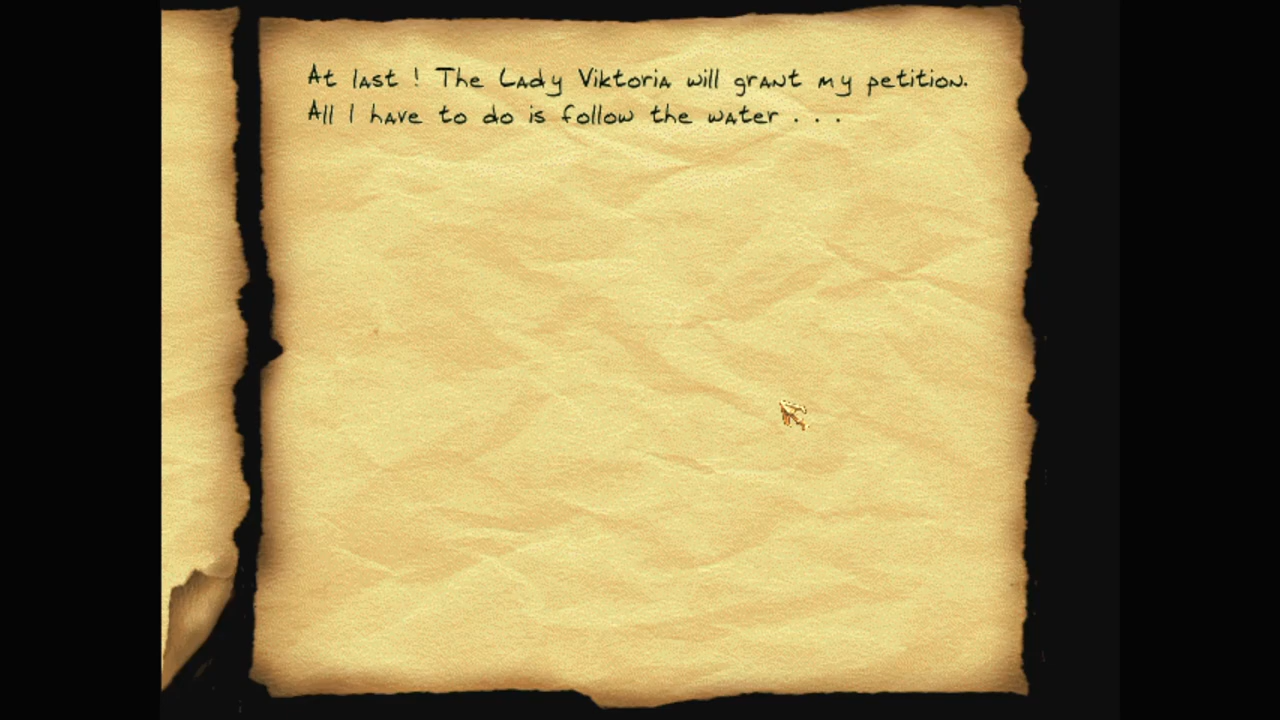 At last ! The Lady Viktoria will grant my petition.
All I have to do is follow the water . . .